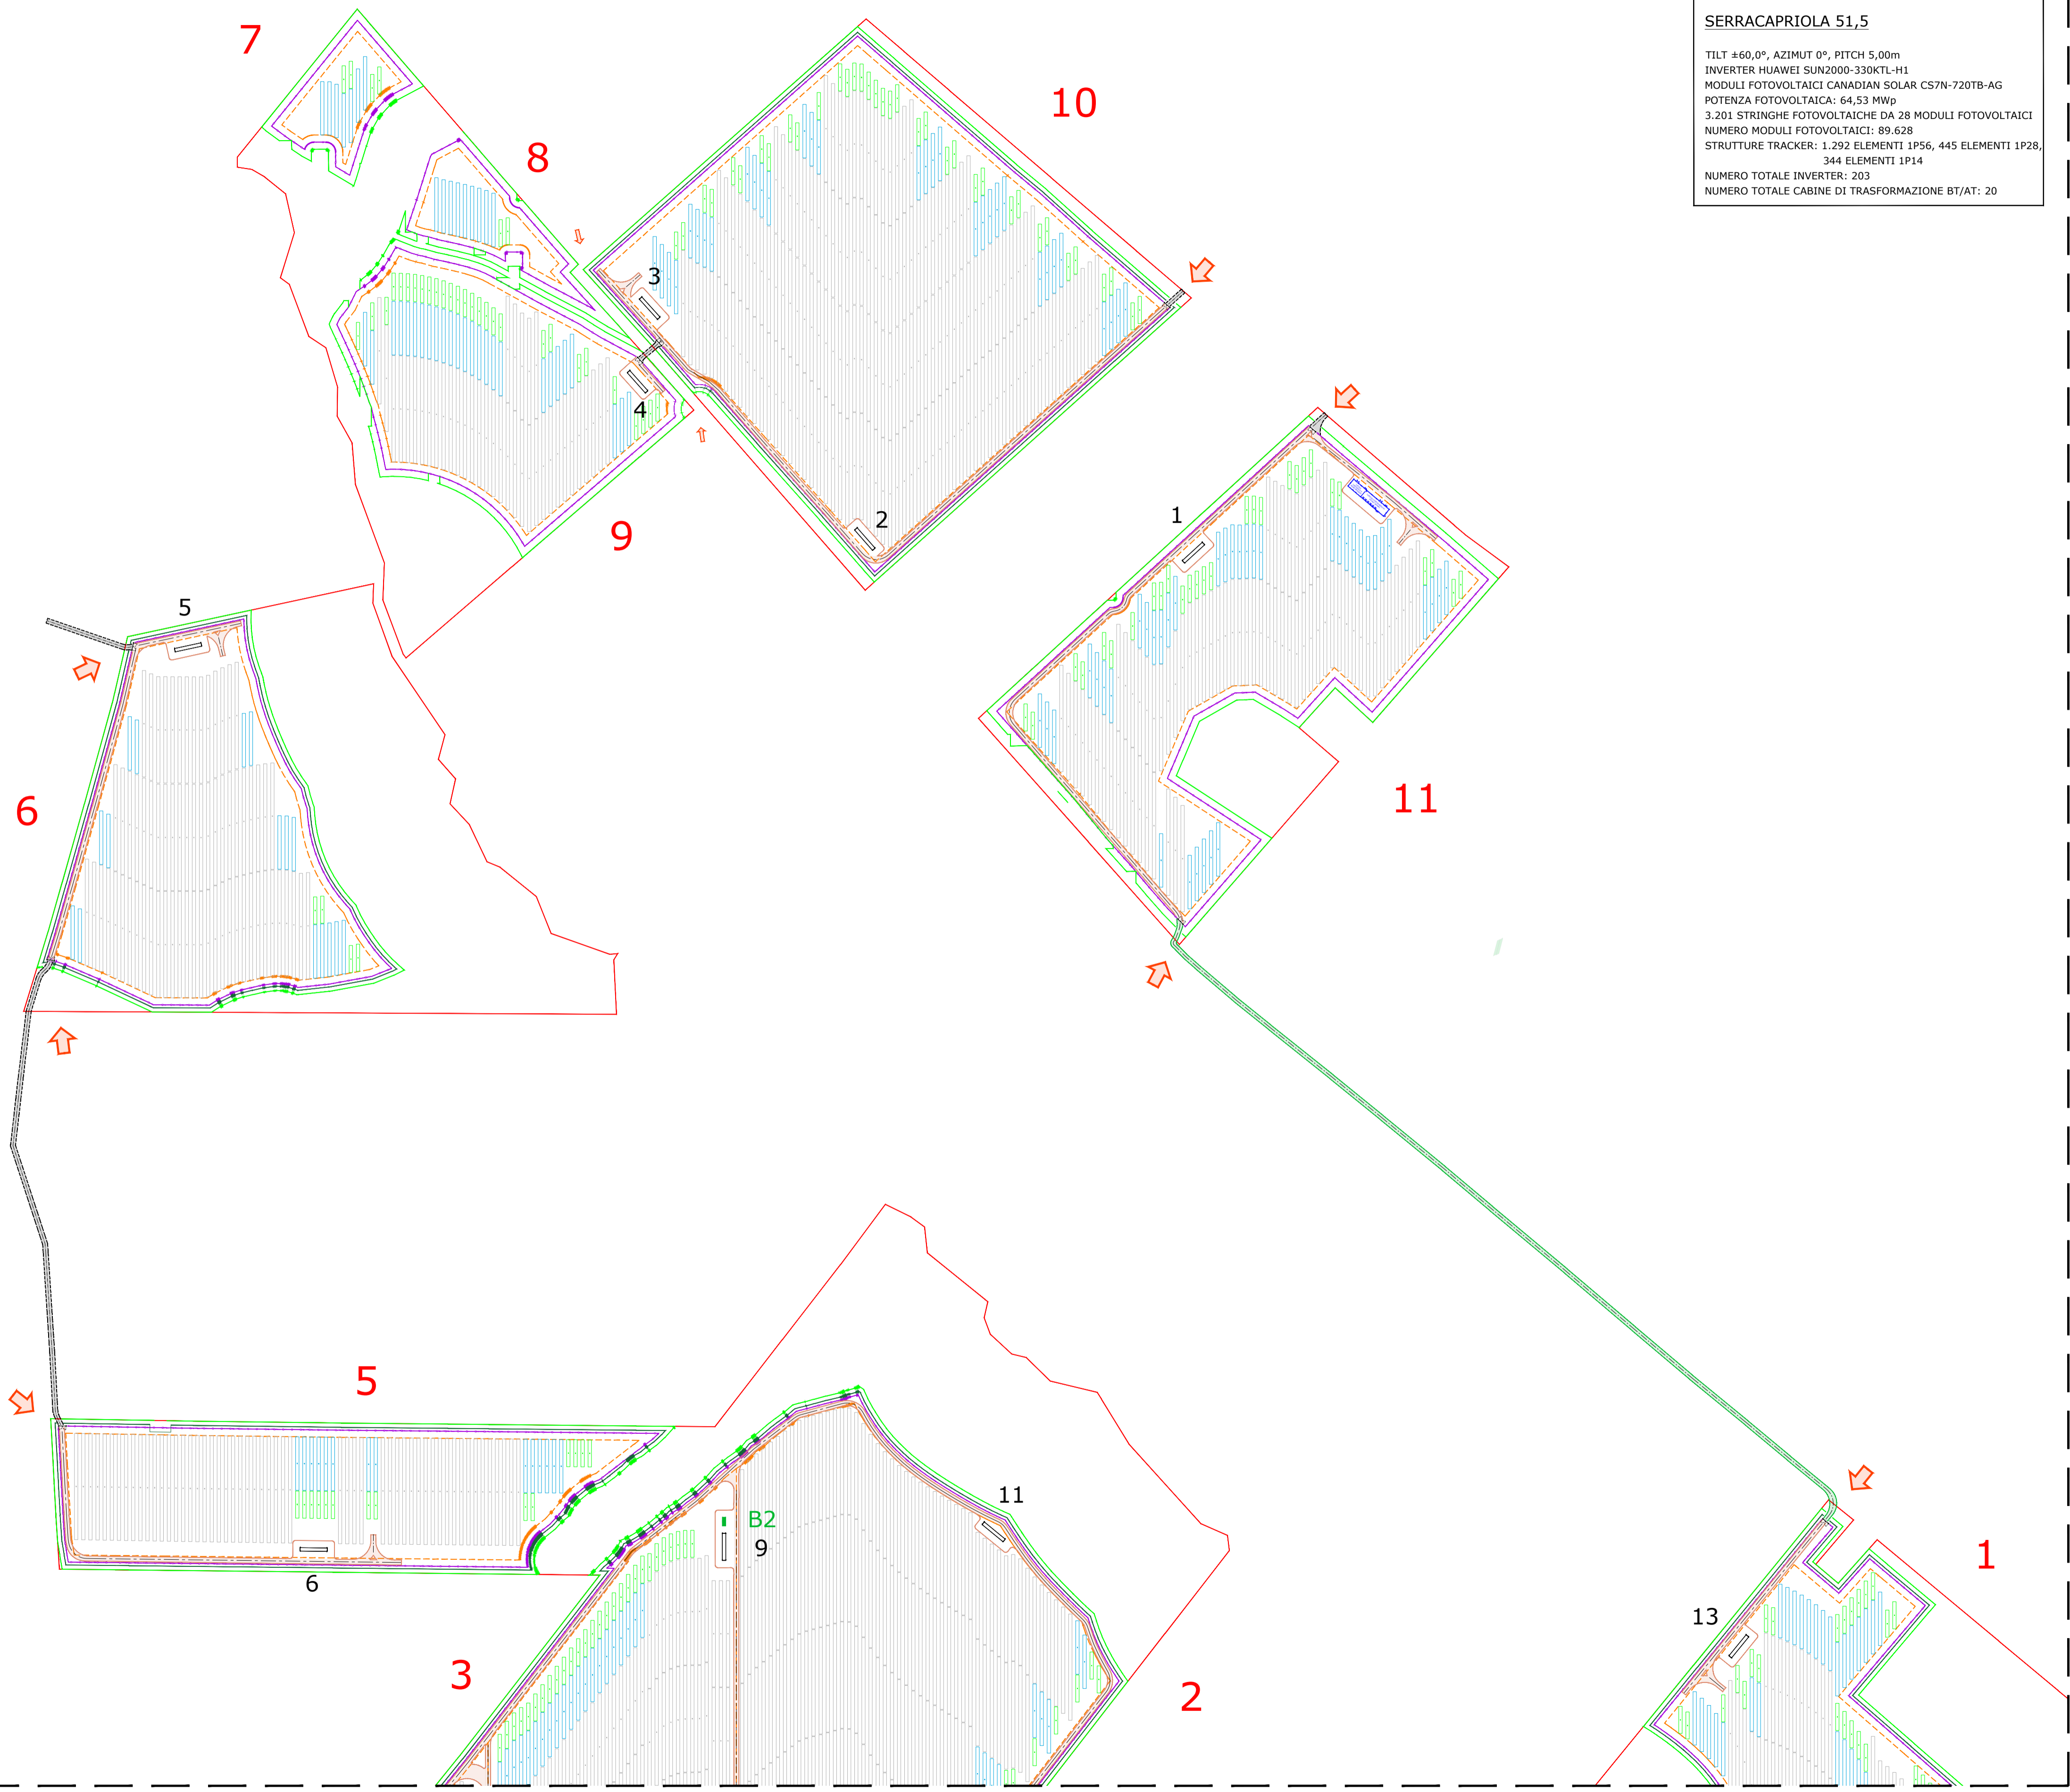 SERRACAPRIOLA 51,5
TILT ±60,0°, AZIMUT 0°, PITCH 5,00m
INVERTER HUAWEI SUN2000-330KTL-H1
MODULI FOTOVOLTAICI CANADIAN SOLAR CS7N-720TB-AG
POTENZA FOTOVOLTAICA: 64,53 MWp
3.201 STRINGHE FOTOVOLTAICHE DA 28 MODULI FOTOVOLTAICI
NUMERO MODULI FOTOVOLTAICI: 89.628
STRUTTURE TRACKER: 1.292 ELEMENTI 1P56, 445 ELEMENTI 1P28,
344 ELEMENTI 1P14
NUMERO TOTALE INVERTER: 203
NUMERO TOTALE CABINE DI TRASFORMAZIONE BT/AT: 20
7
10
8
3
4
2
9
1
5
6
11
5
11
B2
9
6
1
13
3
2